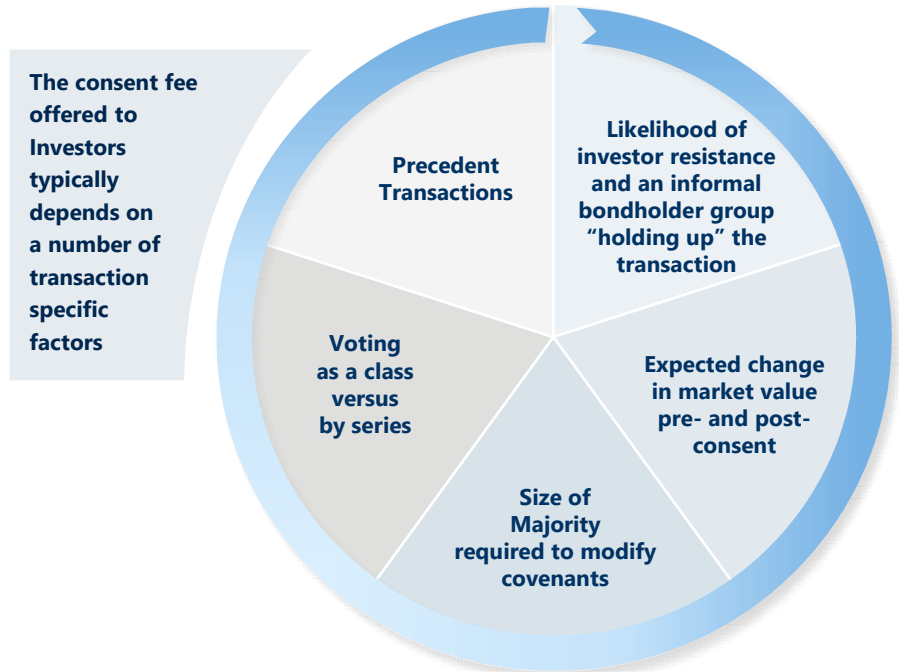 The consent fee
offered to
Investors
typically
depends on
a number of
transaction
specific
factors
Precedent
Transactions
Likelihood of
investor resistance
and an informal
bondholder group
“holding up” the
transaction
Expected change
in market value
pre- and post-
consent
Size of
Majority
required to modify
covenants
Voting
as a class
versus
by series